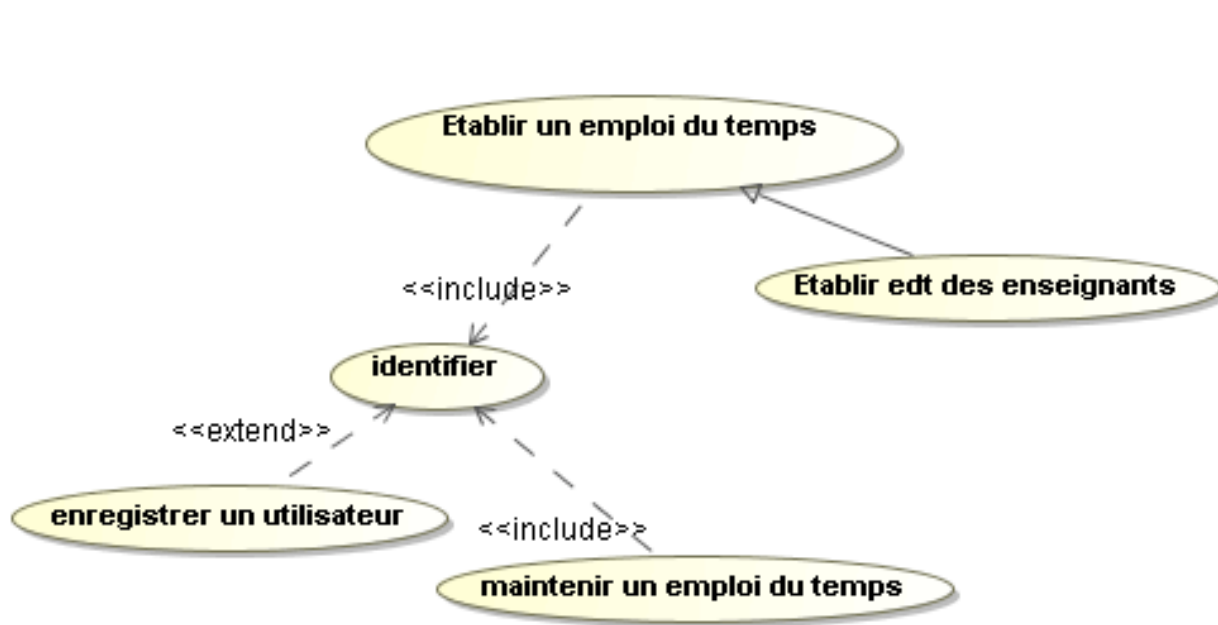 Etablir un emploi du temps
Etablir edt des enseignants
<<include>>
identifier
<<extend>>
enregistrer un utilisateur
<<include>>
maintenir un emploi du temps